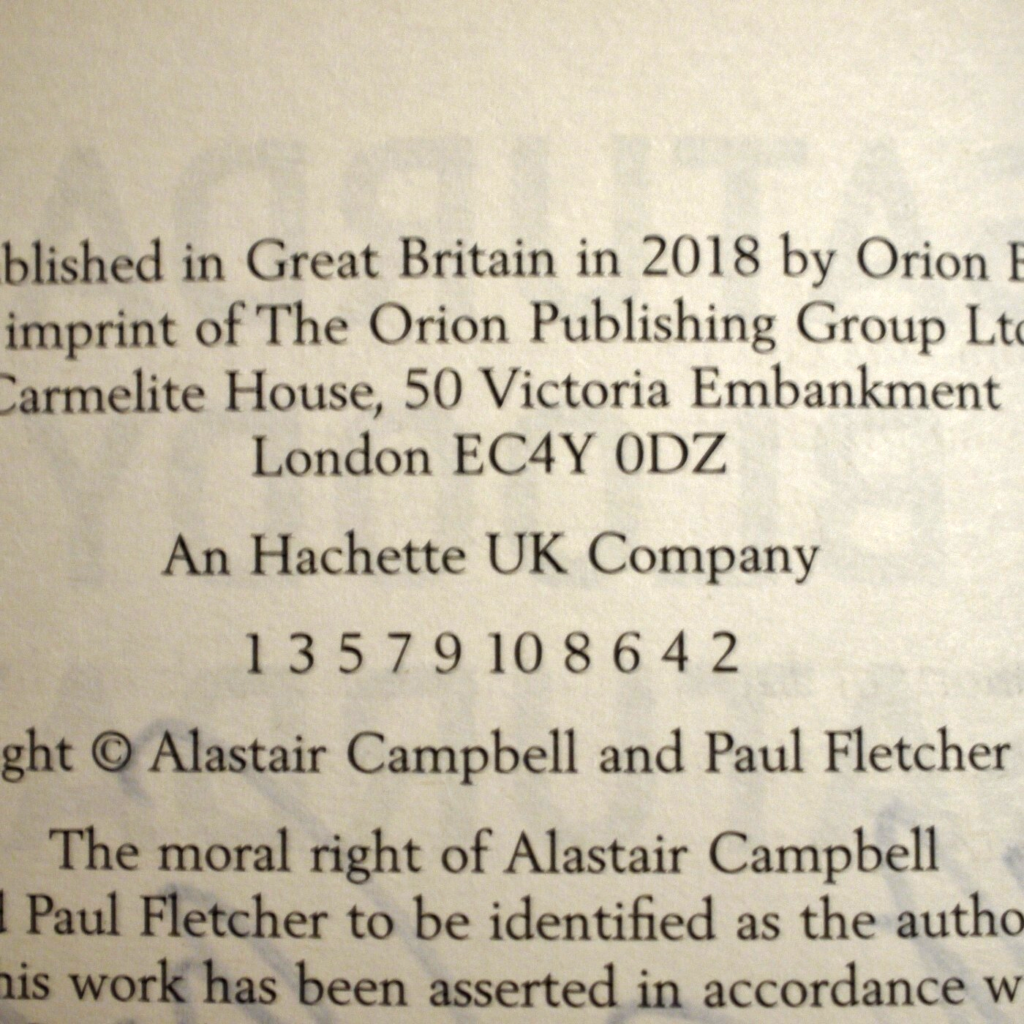 blished in Great Britain in 2018 by Orion
imprint of The Orion Publishing Group Ltd
Carmelite House, 50 Victoria Embankment
London EC4Y 0DZ
An Hachette UK Company
1 3 5 7 9 10 8 6 4 2
ght © Alastair Campbell and Paul Fletcher
The moral right of Alastair Campbell
Paul Fletcher to be identified as the autho
his work has been asserted in accordance w